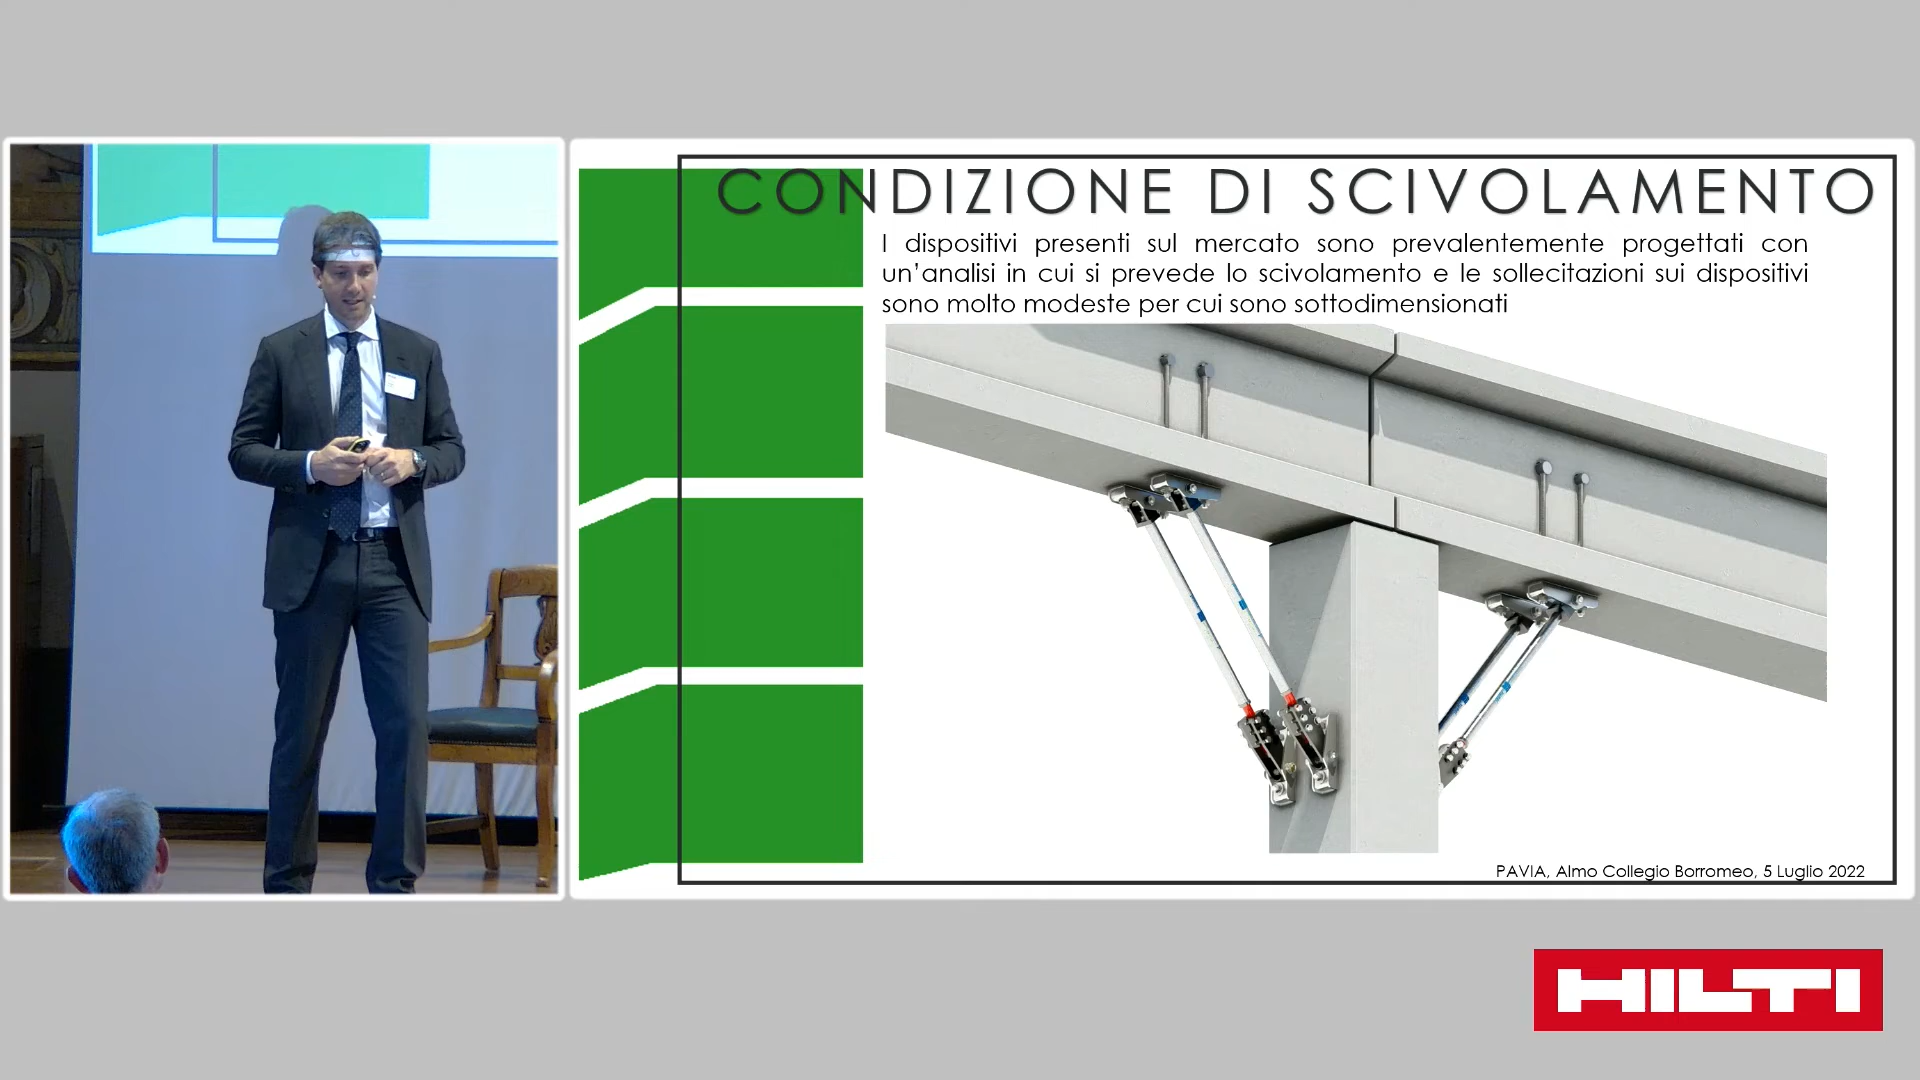 CONDIZIONE DI SCIVOLAMENTO
I dispositivi presenti sul mercato sono prevalentemente progettati con
un'analisi in cui si prevede lo scivolamento e le sollecitazioni sui dispositivi
sono molto modeste per cui sono sottodimensionati
PAVIA, Almo Collegio Borromeo, 5 Luglio 2022
HILTI